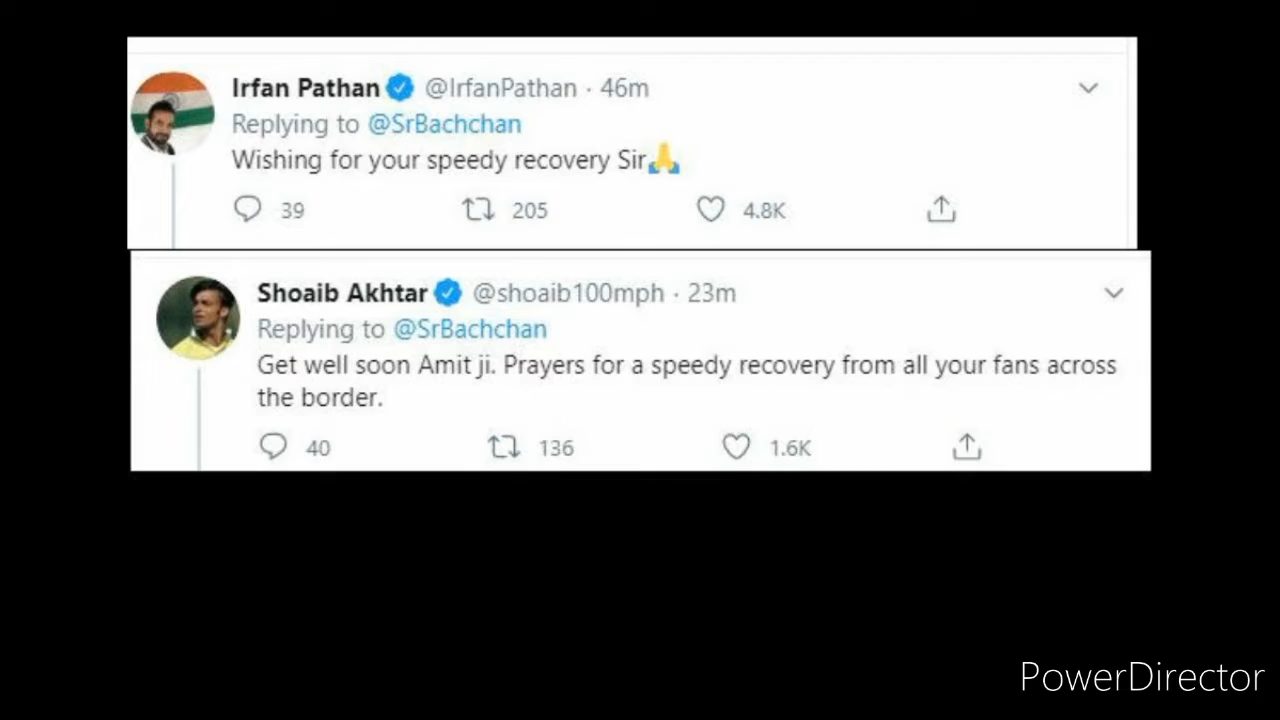 Irfan Pathan @IrfanPathan · 46m
Replying to @SrBachchan
Wishing for your speedy recovery Sir🙏
39 205 4.8K
Shoaib Akhtar @shoaib100mph · 23m
Replying to @SrBachchan
Get well soon Amit ji. Prayers for a speedy recovery from all your fans across
the border.
40 136 1.6K
PowerDirector